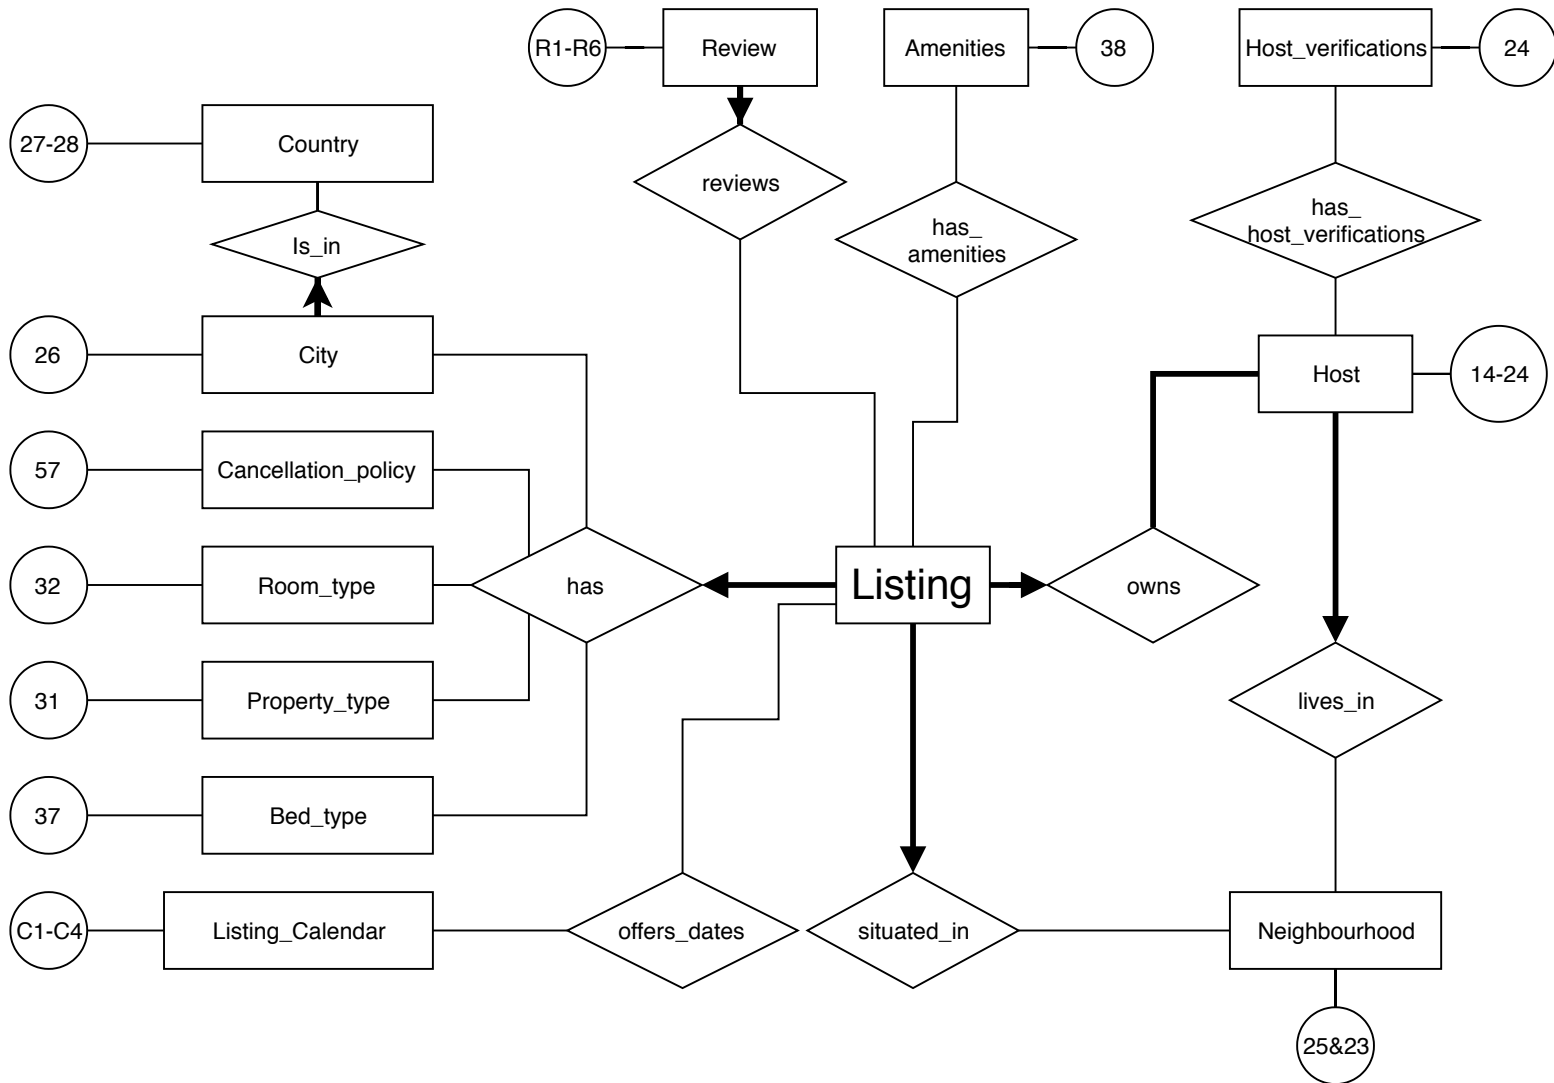 R1-R6
Review
Amenities
38
Host_verifications
24
27-28
Country
reviews
has_
amenities
has_
host_verifications
Is_in
26
City
Host
14-24
57
Cancellation_policy
32
Room_type
has
Listing
owns
31
Property_type
lives_in
37
Bed_type
C1-C4
Listing_Calendar
offers_dates
situated_in
Neighbourhood
25&23